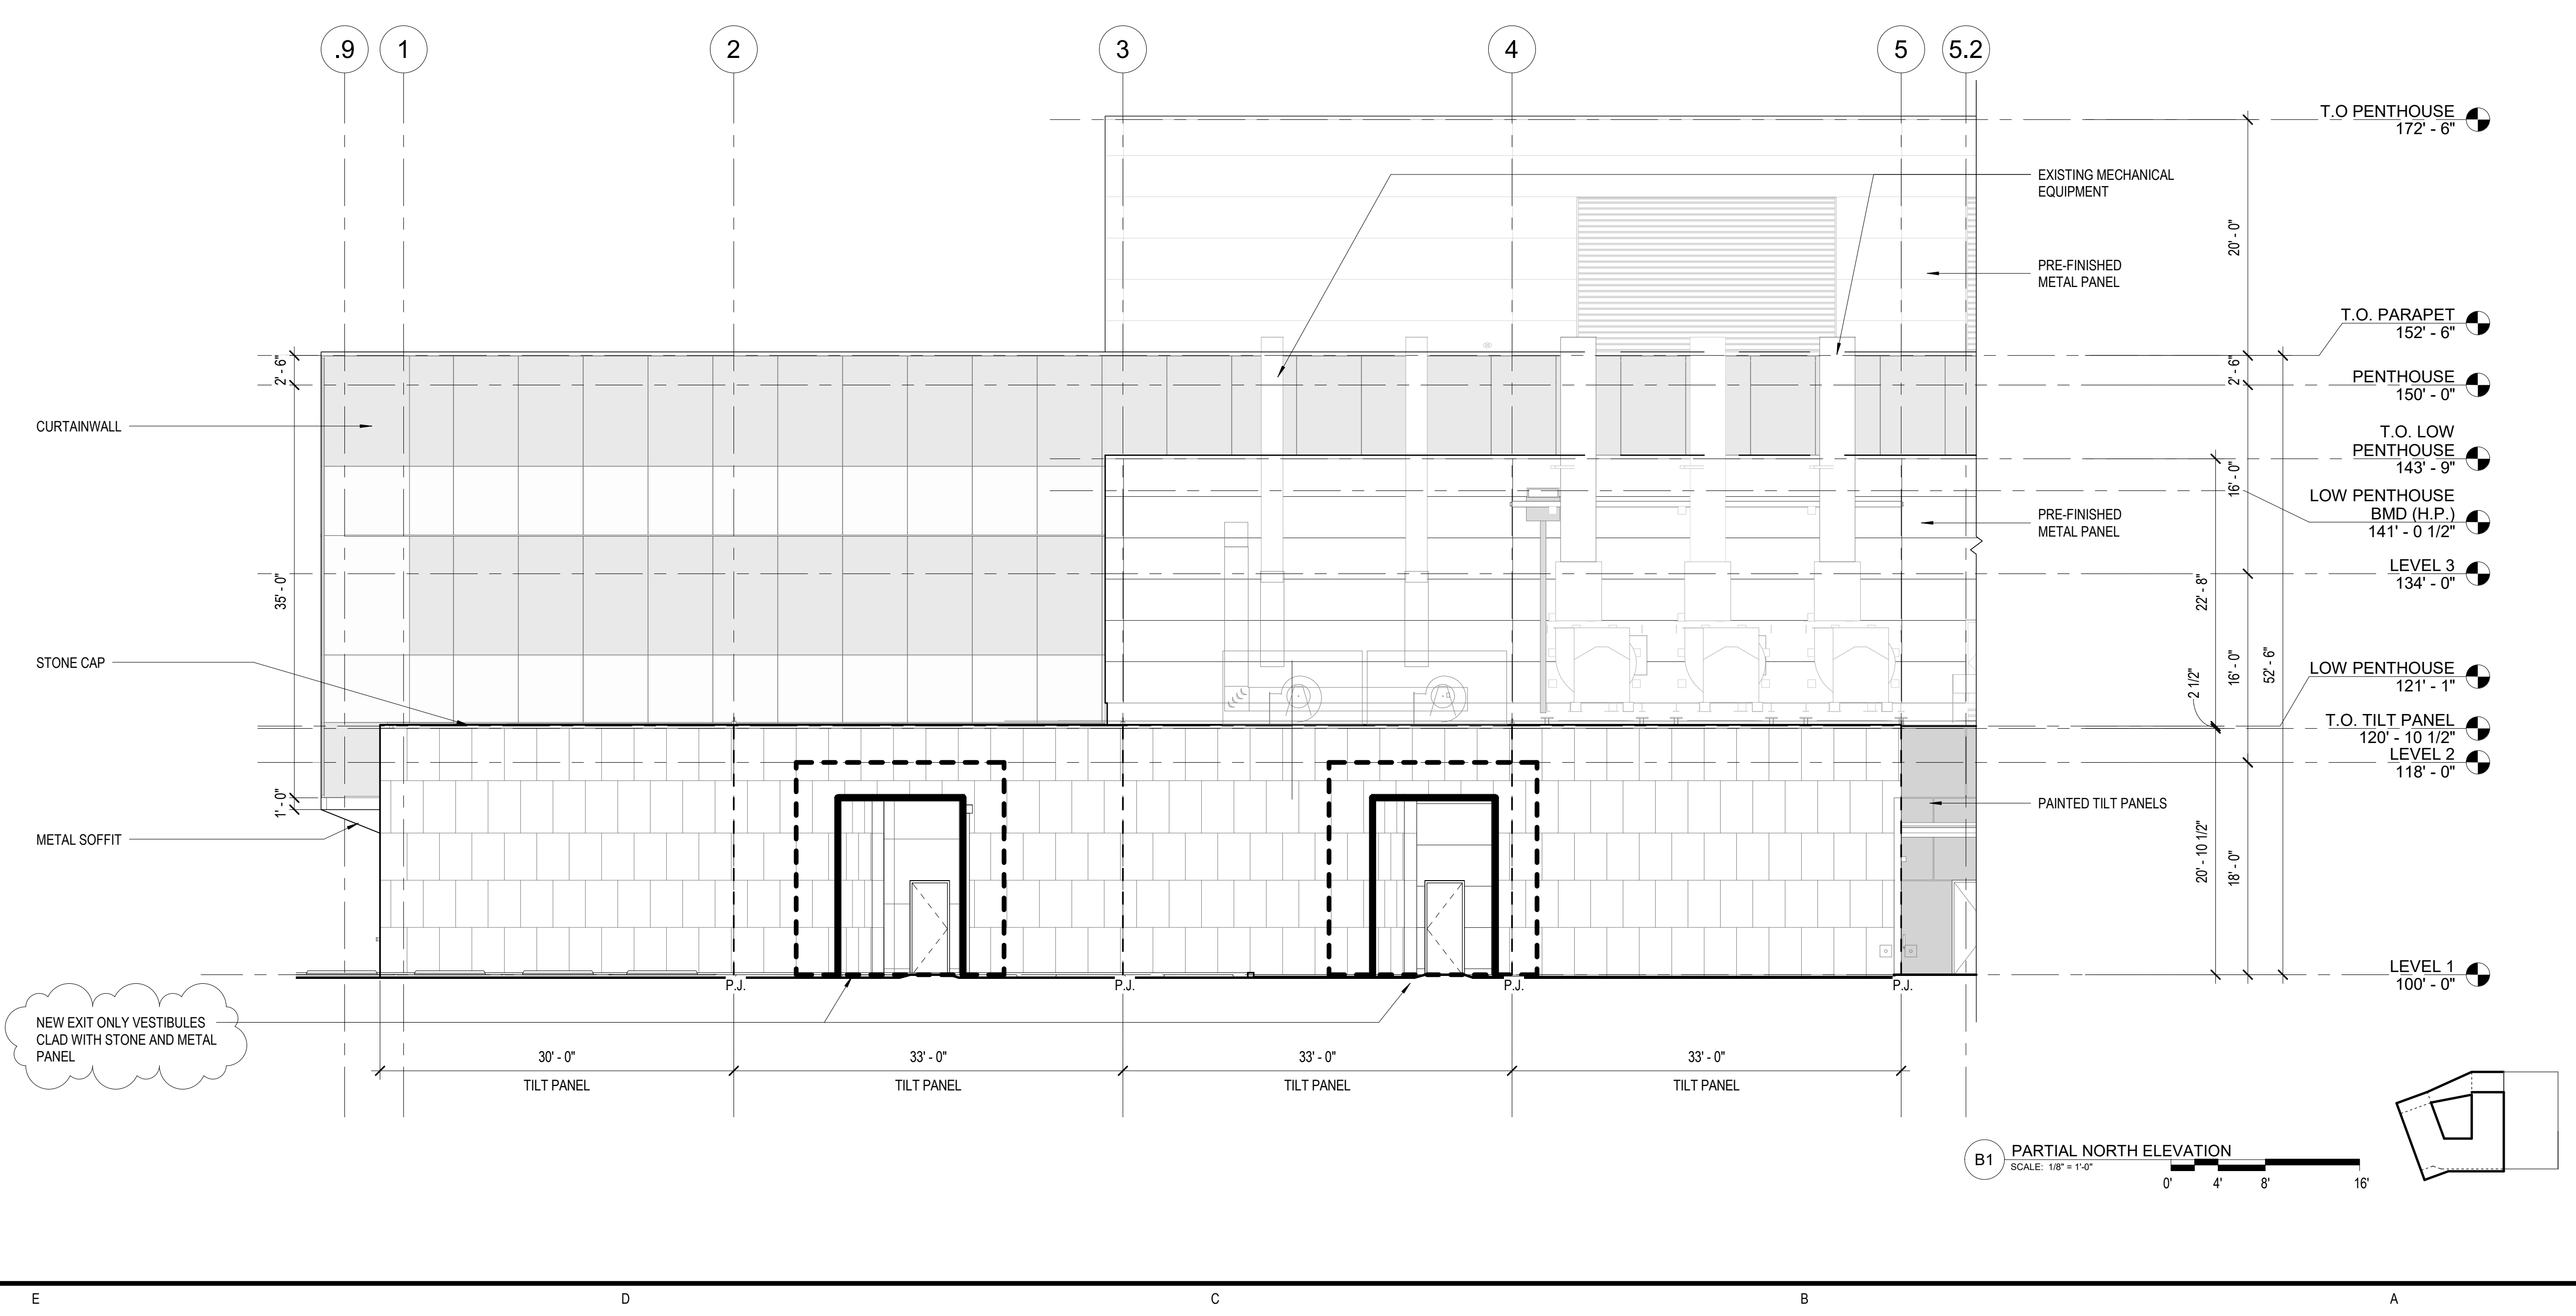 .9 1 2 3 4 5 5.2
T.O PENTHOUSE
172' - 6"
EXISTING MECHANICAL
EQUIPMENT
20' - 0"
PRE-FINISHED
METAL PANEL
T.O. PARAPET
152' - 6"
2' - 6"
2' - 6"
PENTHOUSE
150' - 0"
CURTAINWALL
T.O. LOW
PENTHOUSE
143' - 9"
16' - 0"
LOW PENTHOUSE
BMD (H.P.)
141' - 0 1/2"
PRE-FINISHED
METAL PANEL
LEVEL 3
134' - 0"
35' - 0"
22' - 8"
STONE CAP
16' - 0"
52' - 6"
LOW PENTHOUSE
121' - 1"
2 1/2"
T.O. TILT PANEL
120' - 10 1/2"
LEVEL 2
118' - 0"
1' - 0"
PAINTED TILT PANELS
METAL SOFFIT
20' - 10 1/2"
18' - 0"
LEVEL 1
100' - 0"
P.J. P.J. P.J. P.J.
NEW EXIT ONLY VESTIBULES
CLAD WITH STONE AND METAL
PANEL
30' - 0" 33' - 0" 33' - 0" 33' - 0"
TILT PANEL TILT PANEL TILT PANEL TILT PANEL
B1 PARTIAL NORTH ELEVATION
SCALE: 1/8" = 1'-0"
0' 4' 8' 16'
E D C B A